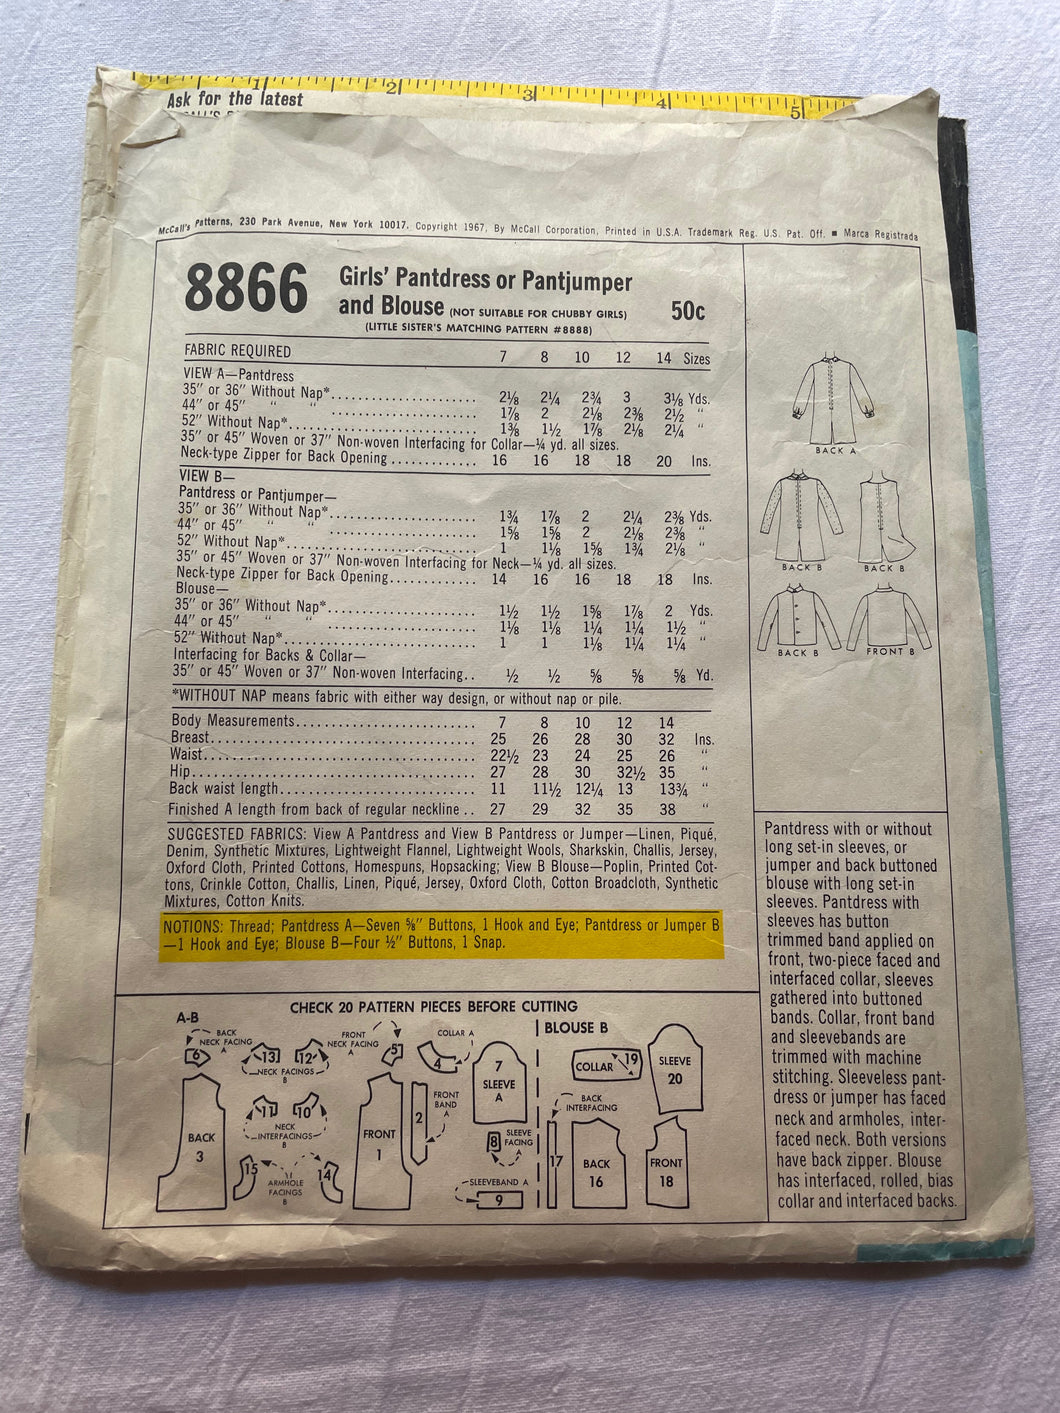 1 2 3 4 5
Ask for the latest
McCall's Patterns, 230 Park Avenue, New York 10017, Copyright 1967, By McCall Corporation, Printed in U.S.A. Trademark Reg. U.S. Pat. Off. ■ Marca Registrada
8866 Girls' Pantdress or Pantjumper
and Blouse (NOT SUITABLE FOR CHUBBY GIRLS) 50c
(LITTLE SISTER'S MATCHING PATTERN #8888)
FABRIC REQUIRED 7 8 10 12 14 Sizes
VIEW A—Pantdress
35" or 36" Without Nap* 2⅛ 2¼ 2¾ 3 3⅛ Yds.
44" or 45" " " 1⅞ 2 2⅛ 2⅜ 2½ "
52" Without Nap* 1⅜ 1½ 1⅞ 2⅛ 2¼ "
35" or 45" Woven or 37" Non-woven Interfacing for Collar—¼ yd. all sizes.
Neck-type Zipper for Back Opening 16 16 18 18 20 Ins.
VIEW B—
Pantdress or Pantjumper—
35" or 36" Without Nap* 1¾ 1⅞ 2 2¼ 2⅜ Yds.
44" or 45" " " 1⅝ 1⅝ 2 2⅛ 2⅜ "
52" Without Nap* 1 1⅛ 1⅝ 1¾ 2⅛ "
35" or 45" Woven or 37" Non-woven Interfacing for Neck—¼ yd. all sizes.
Neck-type Zipper for Back Opening 14 16 16 18 18 Ins.
Blouse—
35" or 36" Without Nap* 1½ 1½ 1⅝ 1⅞ 2 Yds.
44" or 45" " " 1⅛ 1⅛ 1¼ 1¼ 1½ "
52" Without Nap* 1 1 1⅛ 1¼ 1¼ "
Interfacing for Backs & Collar—
35" or 45" Woven or 37" Non-woven Interfacing.. ½ ½ ⅝ ⅝ ⅝ Yd.
*WITHOUT NAP means fabric with either way design, or without nap or pile.
Body Measurements 7 8 10 12 14
Breast 25 26 28 30 32 Ins.
Waist 22½ 23 24 25 26 "
Hip 27 28 30 32½ 35 "
Back waist length 11 11½ 12¼ 13 13¾ "
Finished A length from back of regular neckline .. 27 29 32 35 38 "
SUGGESTED FABRICS: View A Pantdress and View B Pantdress or Jumper—Linen, Piqué,
Denim, Synthetic Mixtures, Lightweight Flannel, Lightweight Wools, Sharkskin, Challis, Jersey,
Oxford Cloth, Printed Cottons, Homespuns, Hopsacking; View B Blouse—Poplin, Printed Cot-
tons, Crinkle Cotton, Challis, Linen, Piqué, Jersey, Oxford Cloth, Cotton Broadcloth, Synthetic
Mixtures, Cotton Knits.
NOTIONS: Thread; Pantdress A—Seven ⅝" Buttons, 1 Hook and Eye; Pantdress or Jumper B
—1 Hook and Eye; Blouse B—Four ½" Buttons, 1 Snap.
BACK A
BACK B
BACK B
BACK B
FRONT B
Pantdress with or without
long set-in sleeves, or
jumper and back buttoned
blouse with long set-in
sleeves. Pantdress with
sleeves has button
trimmed band applied on
front, two-piece faced and
interfaced collar, sleeves
gathered into buttoned
bands. Collar, front band
and sleevebands are
trimmed with machine
stitching. Sleeveless pant-
dress or jumper has faced
neck and armholes, inter-
faced neck. Both versions
have back zipper. Blouse
has interfaced, rolled, bias
collar and interfaced backs.
CHECK 20 PATTERN PIECES BEFORE CUTTING
A-B
BACK
NECK FACING
A
6
13
12
NECK FACINGS
B
FRONT
NECK FACING
A
5
COLLAR A
4
7
SLEEVE
A
11
10
NECK
INTERFACINGS
B
BACK
3
15
14
ARMHOLE
FACINGS
B
FRONT
1
2
FRONT
BAND
A
8
SLEEVE
FACING
A
SLEEVEBAND A
9
BLOUSE B
COLLAR
19
SLEEVE
20
BACK
INTERFACING
17
BACK
16
FRONT
18